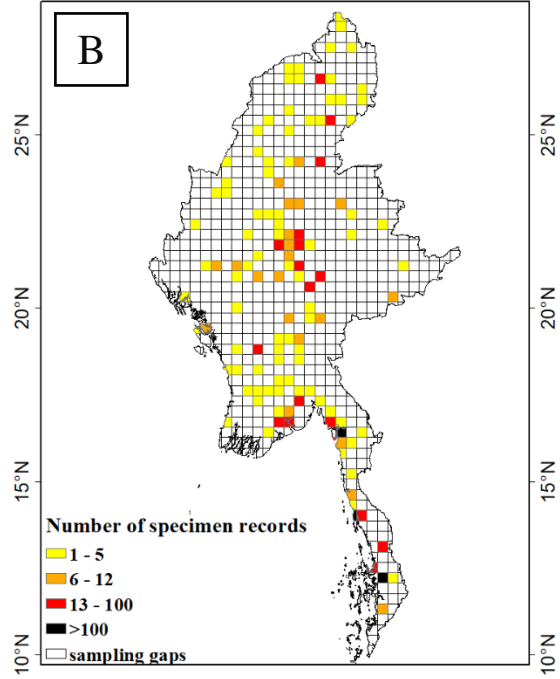 B
25°N
25°N
20°N
20°N
15°N
15°N
Number of specimen records
1 - 5
6 - 12
13 - 100
>100
sampling gaps
10°N
10°N